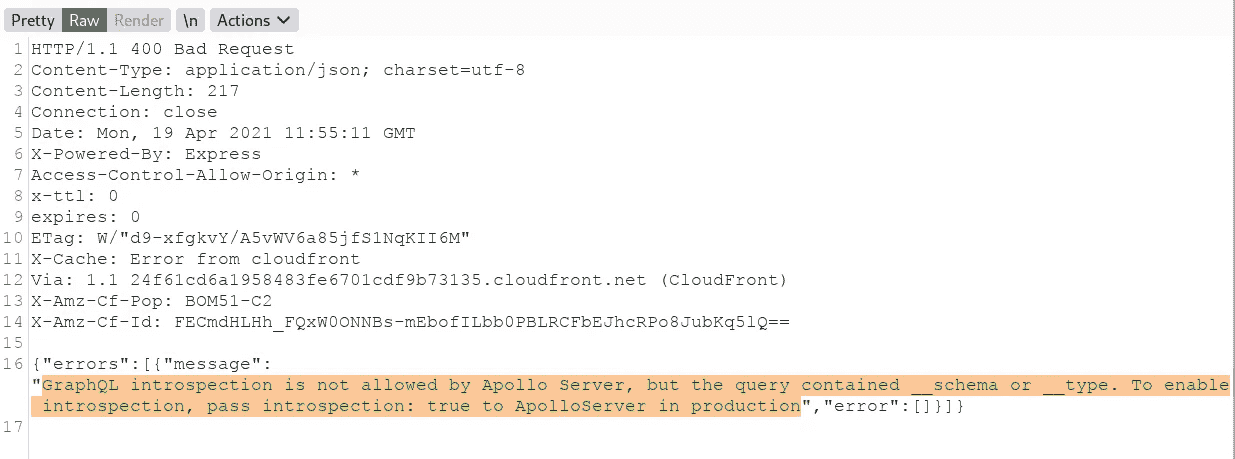 Pretty Raw Render \n Actions
1 HTTP/1.1 400 Bad Request
2 Content-Type: application/json; charset=utf-8
3 Content-Length: 217
4 Connection: close
5 Date: Mon, 19 Apr 2021 11:55:11 GMT
6 X-Powered-By: Express
7 Access-Control-Allow-Origin: *
8 x-ttl: 0
9 expires: 0
10 ETag: W/"d9-xfgkvY/A5vWV6a85jfS1NqKII6M"
11 X-Cache: Error from cloudfront
12 Via: 1.1 24f61cd6a1958483fe6701cdf9b73135.cloudfront.net (CloudFront)
13 X-Amz-Cf-Pop: BOM51-C2
14 X-Amz-Cf-Id: FECmdHLHh_FQxW0ONNBs-mEbofILbb0PBLRCFbEJhcRPo8JubKq5lQ==
15
16 {"errors":[{"message":
"GraphQL introspection is not allowed by Apollo Server, but the query contained __schema or __type. To enable
introspection, pass introspection: true to ApolloServer in production","error":[]}]}
17